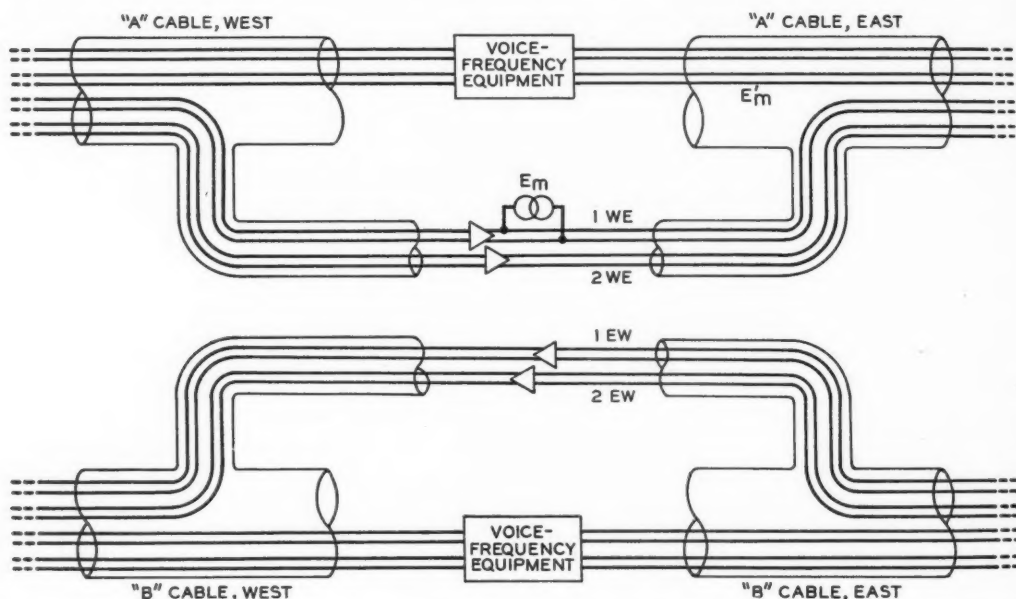 "A" CABLE, WEST
"A" CABLE, EAST
VOICE-
FREQUENCY
EQUIPMENT
E'm
Em
1 WE
2 WE
1 EW
2 EW
VOICE-
FREQUENCY
EQUIPMENT
"B" CABLE, WEST
"B" CABLE, EAST